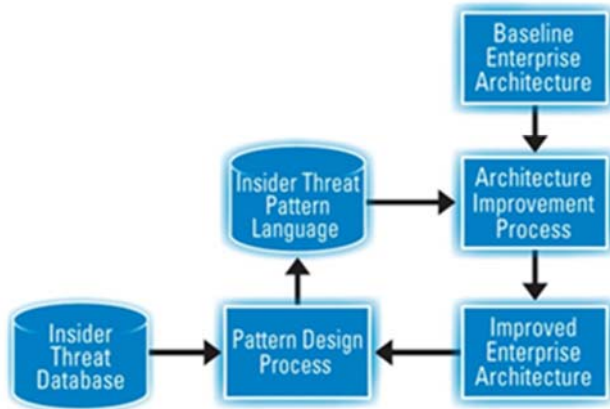 Baseline
Enterprise
Architecture
Insider Threat
Pattern
Language
Architecture
Improvement
Process
Insider
Threat
Database
Pattern Design
Process
Improved
Enterprise
Architecture